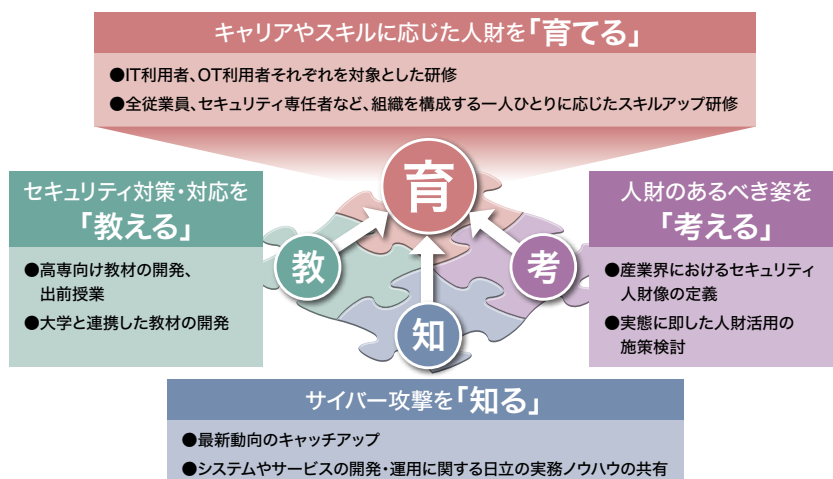 キャリアやスキルに応じた人財を「育てる」
●IT利用者、OT利用者それぞれを対象とした研修
●全従業員、セキュリティ専任者など、組織を構成する一人ひとりに応じたスキルアップ研修
育
セキュリティ対策・対応を
「教える」
●高専向け教材の開発、
出前授業
●大学と連携した教材の開発
教
知
考
人財のあるべき姿を
「考える」
●産業界におけるセキュリティ
人財像の定義
●実態に即した人財活用の
施策検討
サイバー攻撃を「知る」
●最新動向のキャッチアップ
●システムやサービスの開発・運用に関する日立の実務ノウハウの共有